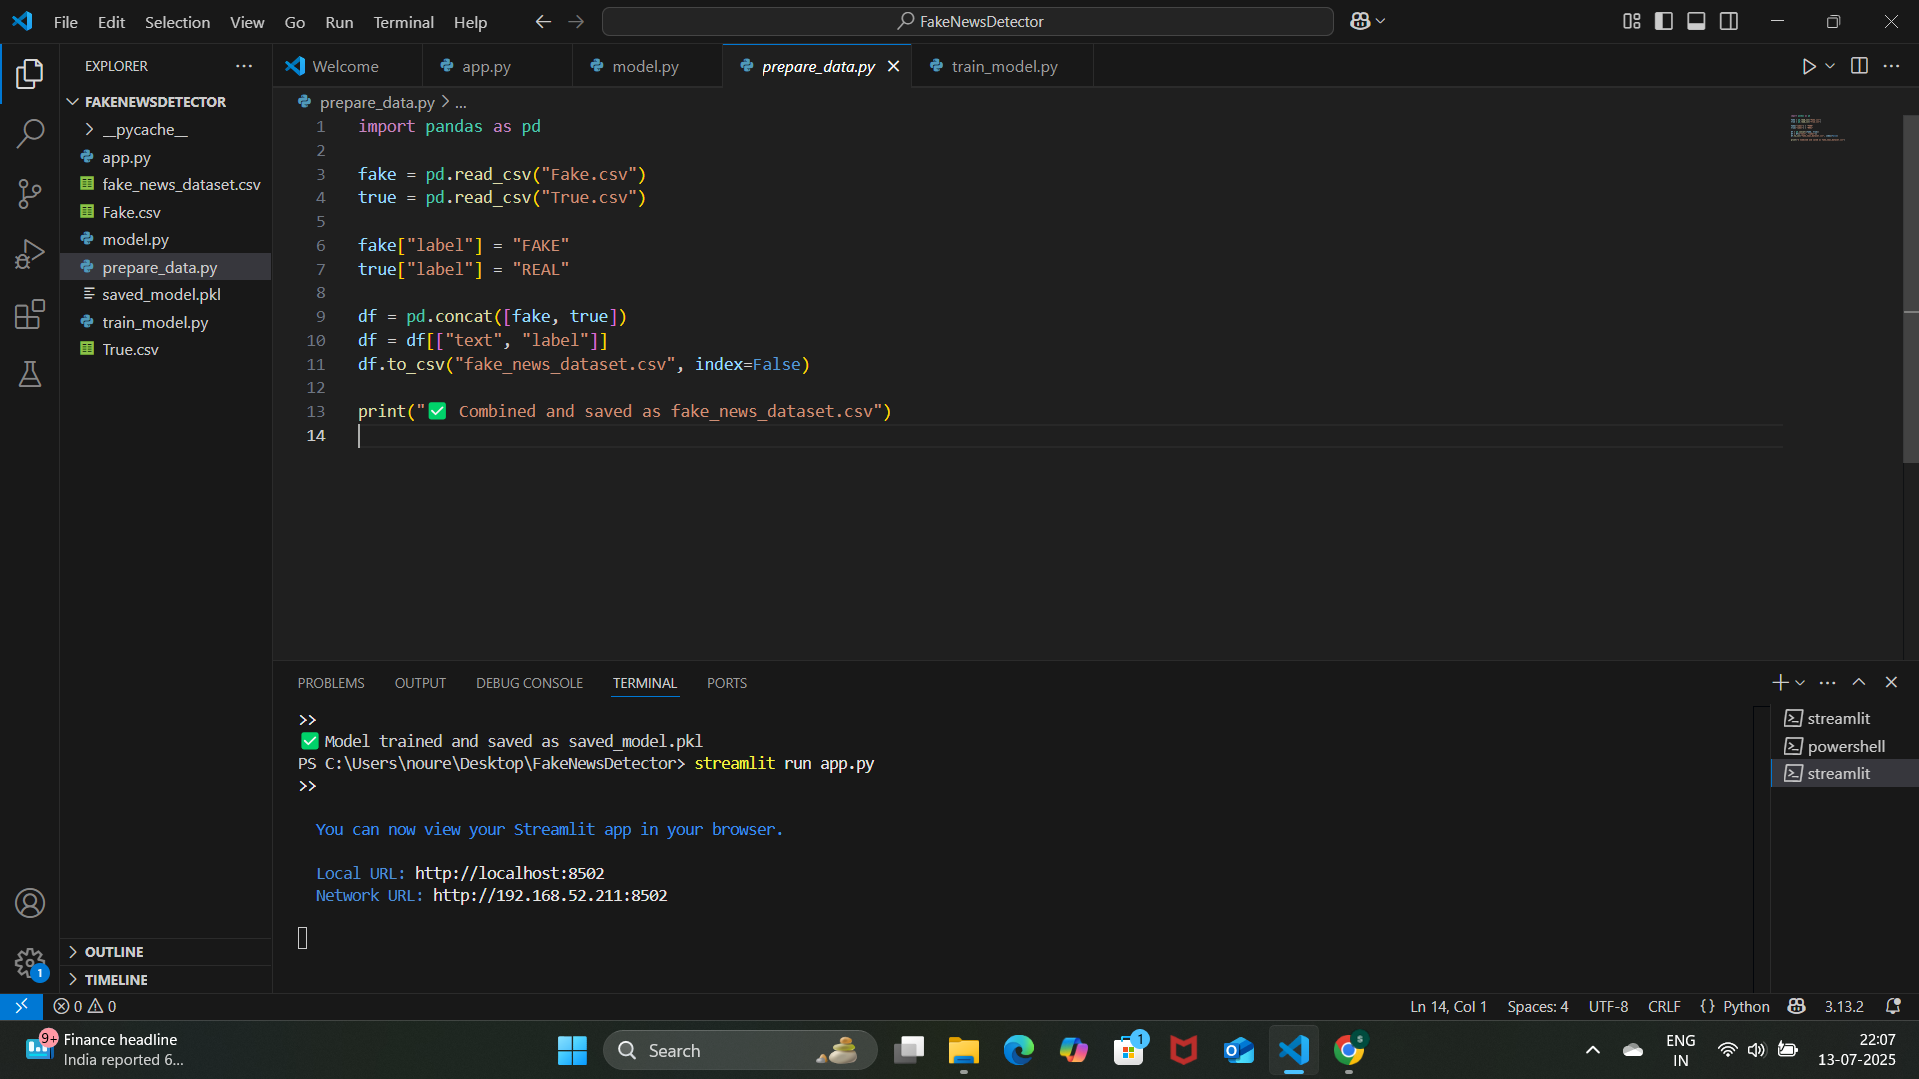 File Edit Selection View Go Run Terminal Help
FakeNewsDetector
EXPLORER
FAKENEWSDETECTOR
__pycache__
app.py
fake_news_dataset.csv
Fake.csv
model.py
prepare_data.py
saved_model.pkl
train_model.py
True.csv
OUTLINE
TIMELINE
Welcome app.py model.py prepare_data.py train_model.py
prepare_data.py > ...
1 import pandas as pd
2
3 fake = pd.read_csv("Fake.csv")
4 true = pd.read_csv("True.csv")
5
6 fake["label"] = "FAKE"
7 true["label"] = "REAL"
8
9 df = pd.concat([fake, true])
10 df = df[["text", "label"]]
11 df.to_csv("fake_news_dataset.csv", index=False)
12
13 print("✅ Combined and saved as fake_news_dataset.csv")
14
PROBLEMS OUTPUT DEBUG CONSOLE TERMINAL PORTS
>>
✅ Model trained and saved as saved_model.pkl
PS C:\Users\noure\Desktop\FakeNewsDetector> streamlit run app.py
>>
You can now view your Streamlit app in your browser.
Local URL: http://localhost:8502
Network URL: http://192.168.52.211:8502
streamlit
powershell
streamlit
1
0 0
Ln 14, Col 1 Spaces: 4 UTF-8 CRLF {} Python 3.13.2
9+ Finance headline
India reported 6...
Search
1
ENG
IN
22:07
13-07-2025